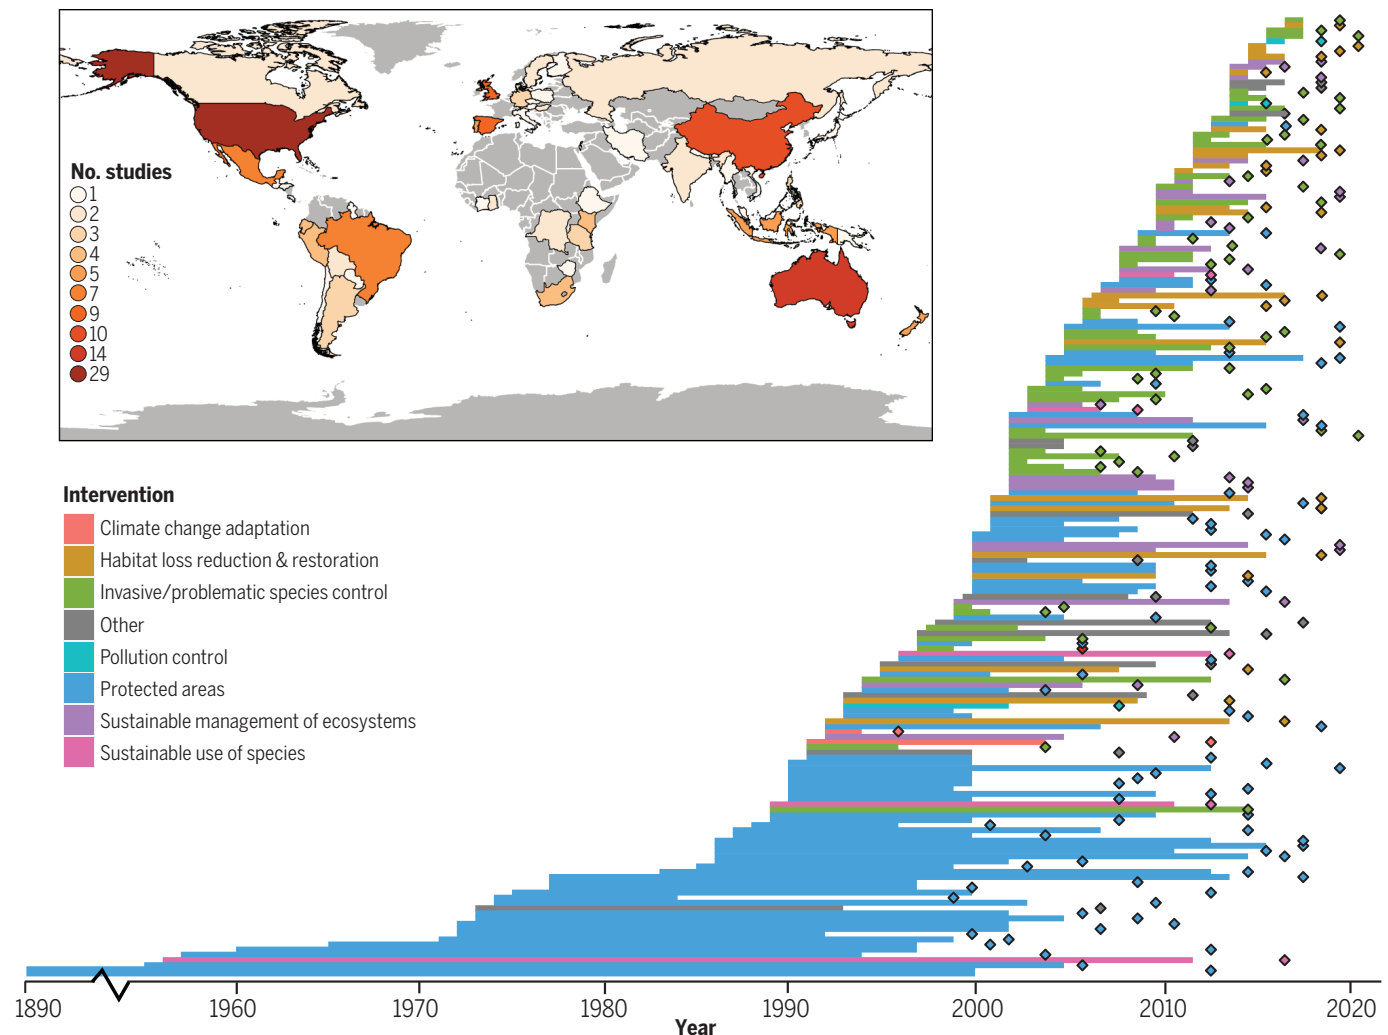 No. studies
1
2
3
4
5
7
9
10
14
29
Intervention
Climate change adaptation
Habitat loss reduction & restoration
Invasive/problematic species control
Other
Pollution control
Protected areas
Sustainable management of ecosystems
Sustainable use of species
1890 1960 1970 1980 1990 2000 2010 2020
Year